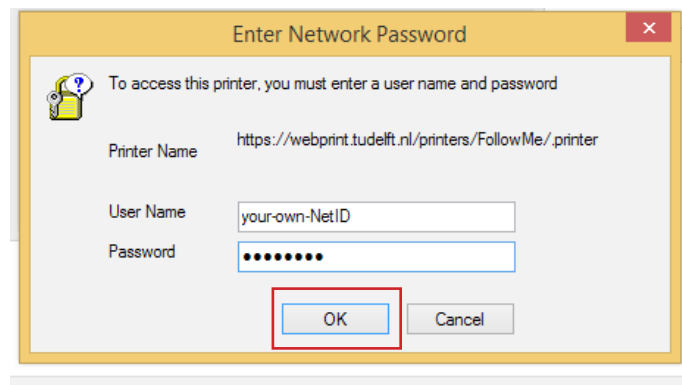 Enter Network Password
To access this printer, you must enter a user name and password
Printer Name
https://webprint.tudelft.nl/printers/FollowMe/.printer
User Name
your-own-NetID
Password
••••••••
OK
Cancel